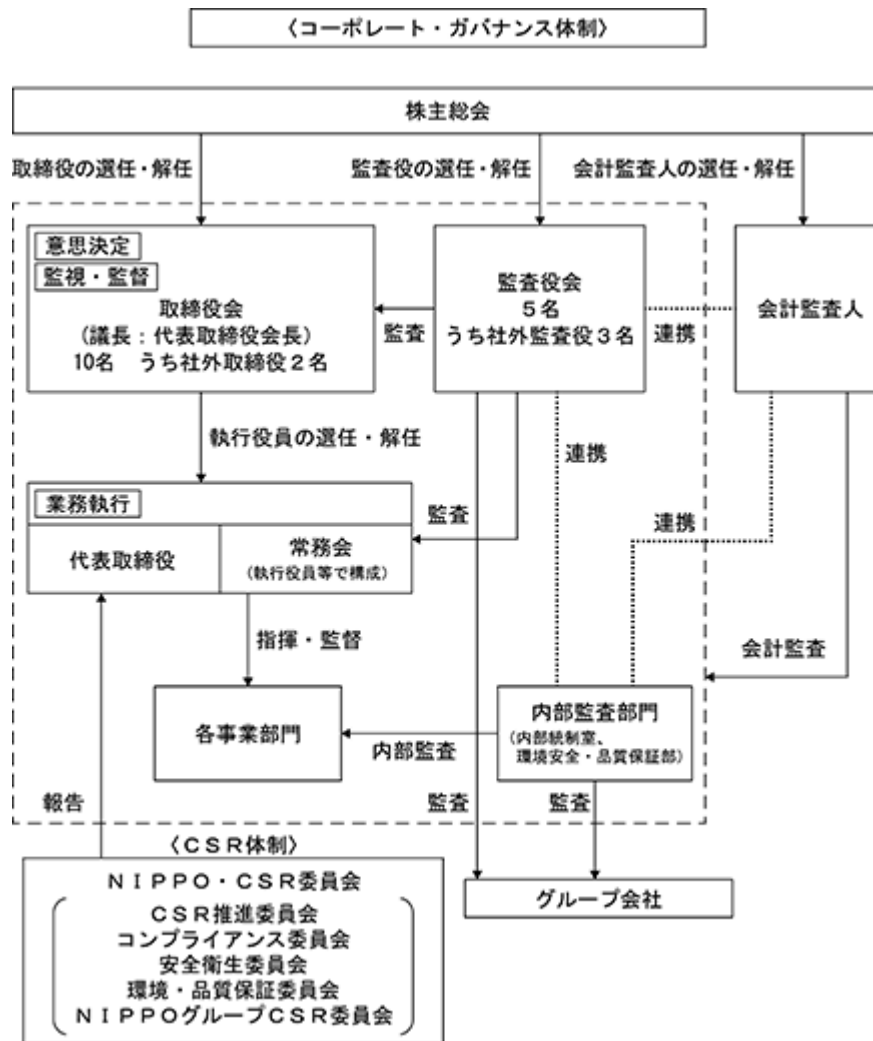 〈コーポレート・ガバナンス体制〉
株主総会
取締役の選任・解任
監査役の選任・解任
会計監査人の選任・解任
意思決定
監視・監督
取締役会
(議長：代表取締役会長)
10名　うち社外取締役２名
監査
監査役会
５名
うち社外監査役３名
連携
会計監査人
執行役員の選任・解任
連携
業務執行
監査
連携
代表取締役
常務会
(執行役員等で構成)
指揮・監督
会計監査
各事業部門
内部監査
内部監査部門
(内部統制室、
環境安全・品質保証部)
報告
監査
監査
〈ＣＳＲ体制〉
ＮＩＰＰＯ・ＣＳＲ委員会
ＣＳＲ推進委員会
コンプライアンス委員会
安全衛生委員会
環境・品質保証委員会
ＮＩＰＰＯグループＣＳＲ委員会
グループ会社